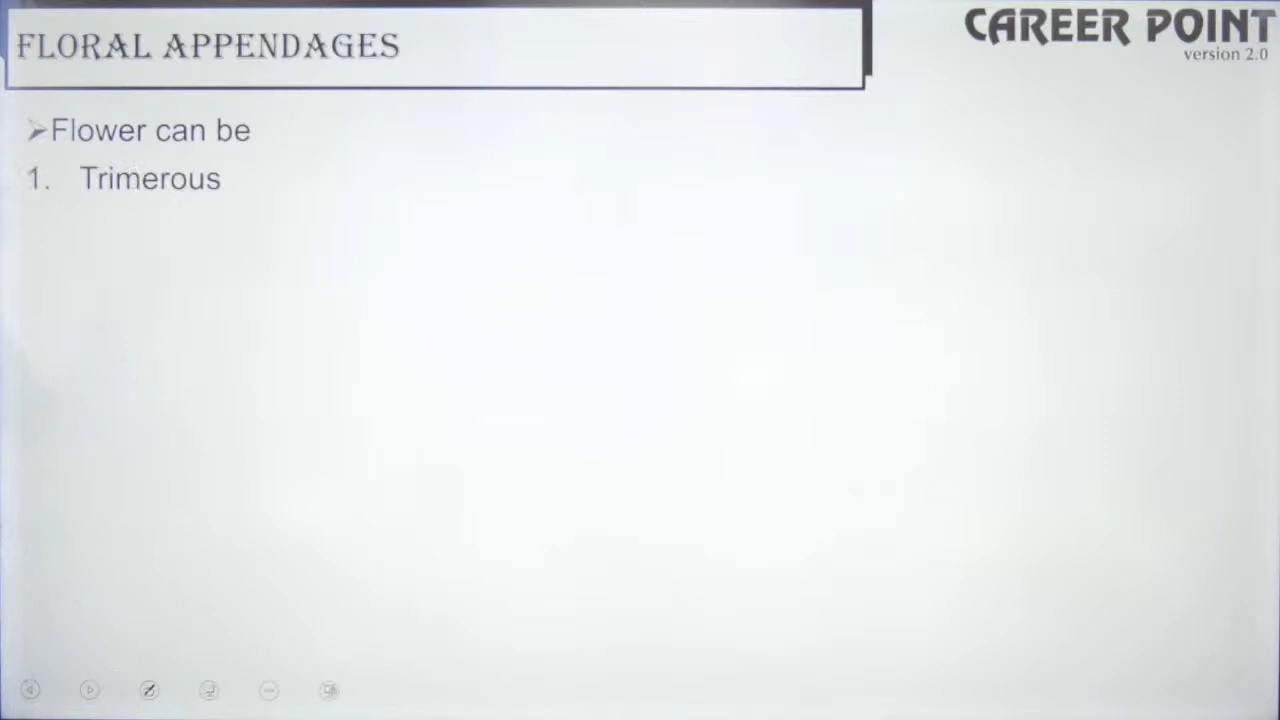 FLORAL APPENDAGES
CAREER POINT
version 2.0
➢Flower can be
1. Trimerous